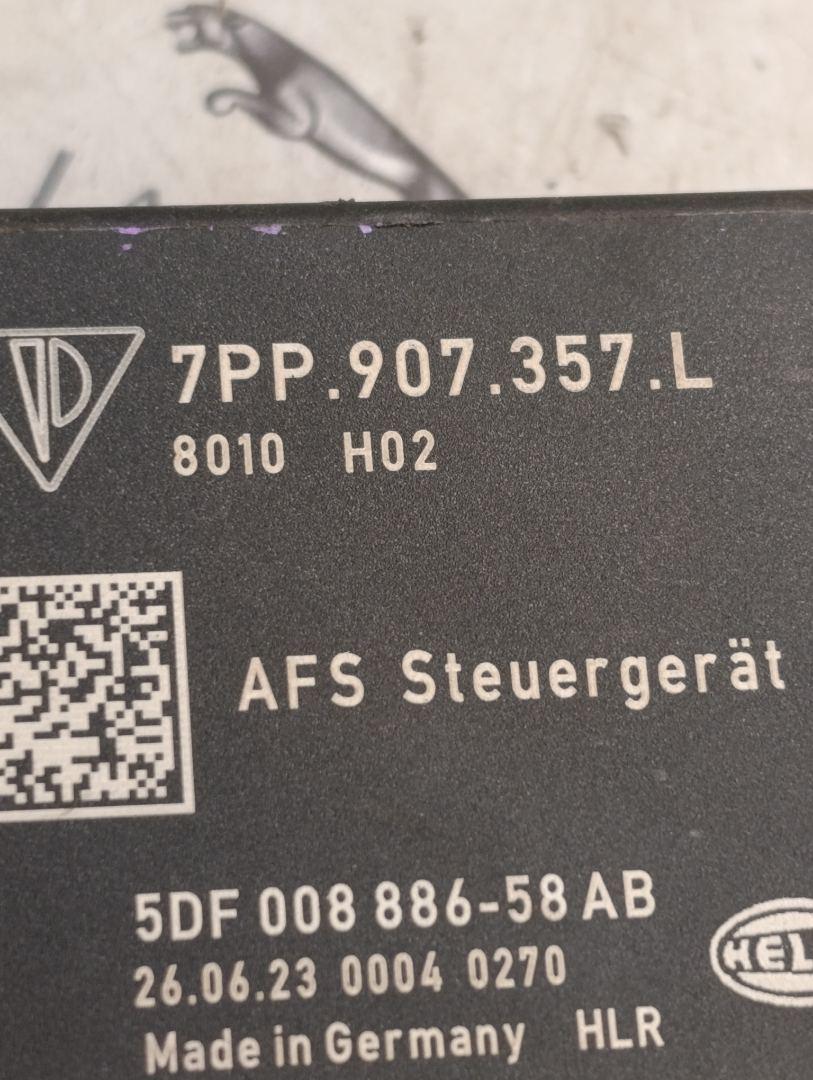 7PP.907.357.L
8010 H02
AFS Steuergerät
5DF 008 886-58 AB
26.06.23 0004 0270
HEL
Made in Germany HLR